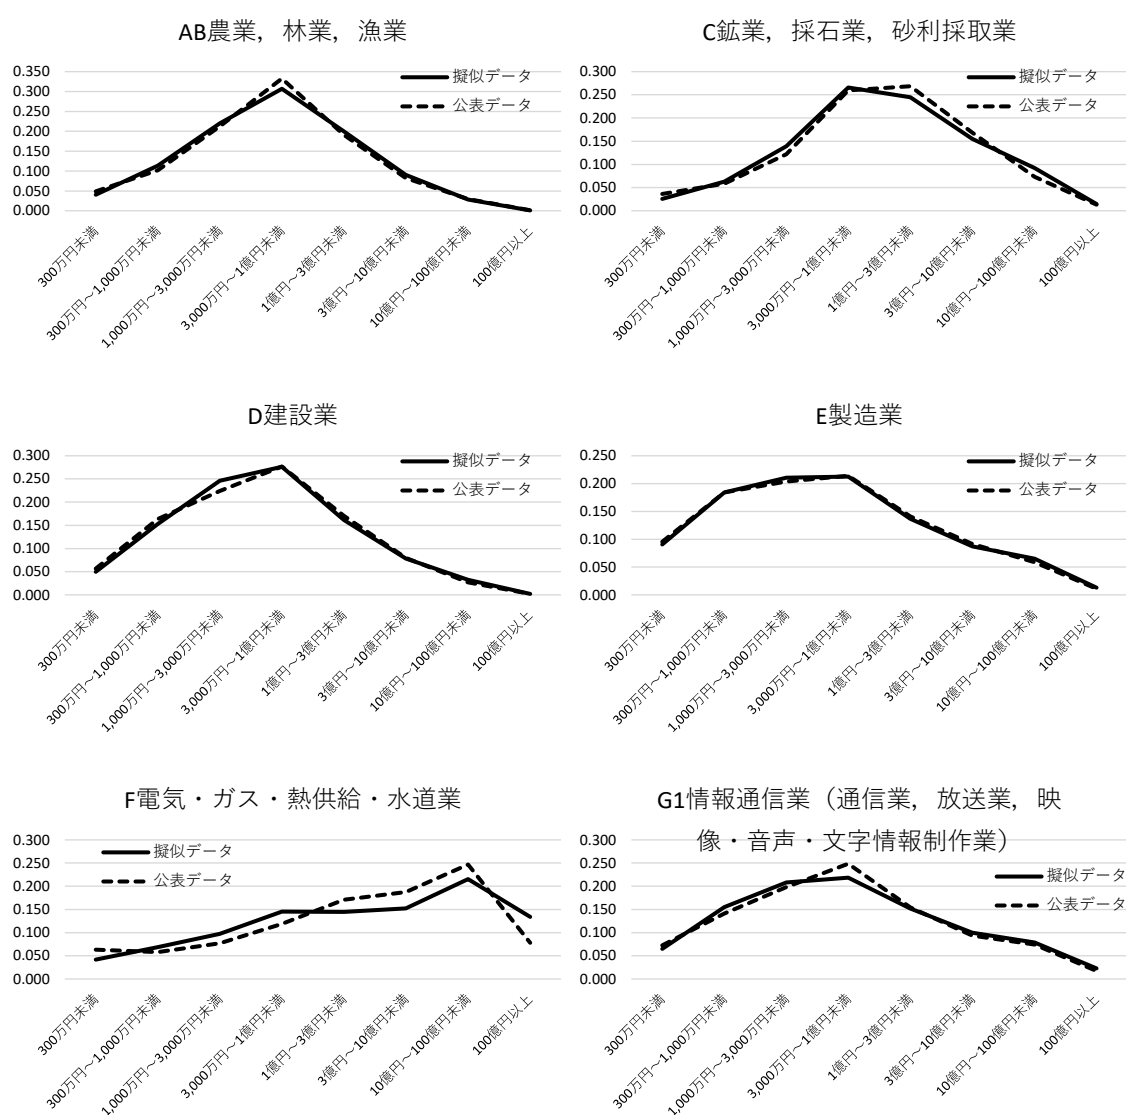 AB農業，林業，漁業
0.350
0.300
0.250
0.200
0.150
0.100
0.050
0.000
擬似データ
公表データ
300万円未満
300万円～1,000万円未満
1,000万円～3,000万円未満
3,000万円～1億円未満
1億円～3億円未満
3億円～10億円未満
10億円～100億円未満
100億円以上
C鉱業，採石業，砂利採取業
0.300
0.250
0.200
0.150
0.100
0.050
0.000
擬似データ
公表データ
300万円未満
300万円～1,000万円未満
1,000万円～3,000万円未満
3,000万円～1億円未満
1億円～3億円未満
3億円～10億円未満
10億円～100億円未満
100億円以上
D建設業
0.300
0.250
0.200
0.150
0.100
0.050
0.000
擬似データ
公表データ
300万円未満
300万円～1,000万円未満
1,000万円～3,000万円未満
3,000万円～1億円未満
1億円～3億円未満
3億円～10億円未満
10億円～100億円未満
100億円以上
E製造業
0.250
0.200
0.150
0.100
0.050
0.000
擬似データ
公表データ
300万円未満
300万円～1,000万円未満
1,000万円～3,000万円未満
3,000万円～1億円未満
1億円～3億円未満
3億円～10億円未満
10億円～100億円未満
100億円以上
F電気・ガス・熱供給・水道業
0.300
0.250
0.200
0.150
0.100
0.050
0.000
擬似データ
公表データ
300万円未満
300万円～1,000万円未満
1,000万円～3,000万円未満
3,000万円～1億円未満
1億円～3億円未満
3億円～10億円未満
10億円～100億円未満
100億円以上
G1情報通信業（通信業，放送業，映
像・音声・文字情報制作業）
0.300
0.250
0.200
0.150
0.100
0.050
0.000
擬似データ
公表データ
300万円未満
300万円～1,000万円未満
1,000万円～3,000万円未満
3,000万円～1億円未満
1億円～3億円未満
3億円～10億円未満
10億円～100億円未満
100億円以上